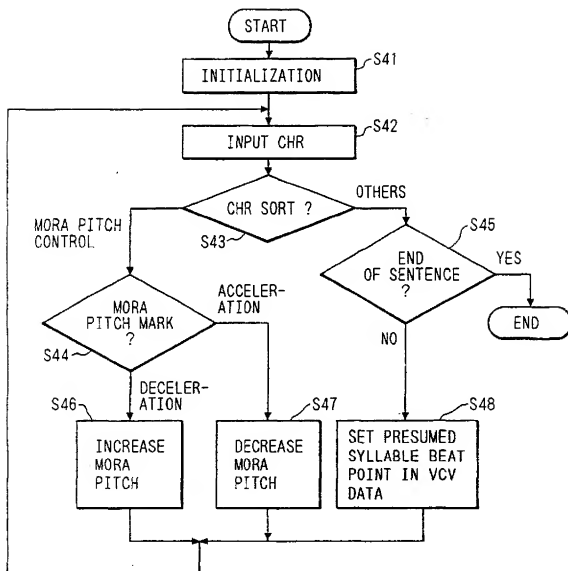 START
S41
INITIALIZATION
S42
INPUT CHR
CHR SORT ?
OTHERS
S43
MORA PITCH
CONTROL
S45
END
OF SENTENCE
?
YES
END
NO
MORA
PITCH MARK
?
ACCELER-
ATION
S44
DECELER-
ATION
S46
INCREASE
MORA
PITCH
S47
DECREASE
MORA
PITCH
S48
SET PRESUMED
SYLLABLE BEAT
POINT IN VCV
DATA